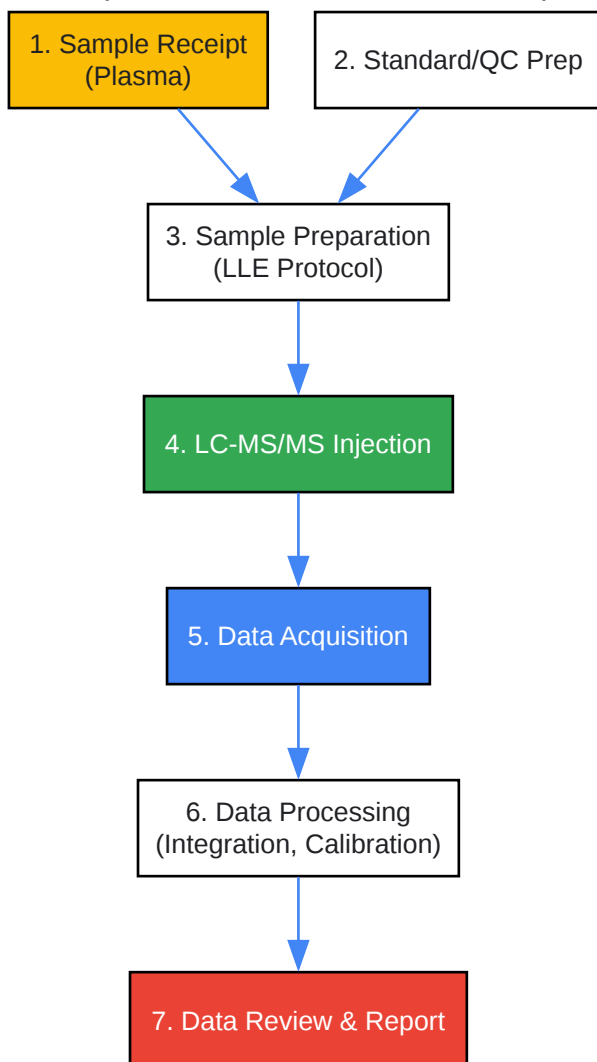 1. Sample Receipt
(Plasma)
2. Standard/QC Prep
3. Sample Preparation
(LLE Protocol)
4. LC-MS/MS Injection
5. Data Acquisition
6. Data Processing
(Integration, Calibration)
7. Data Review & Report